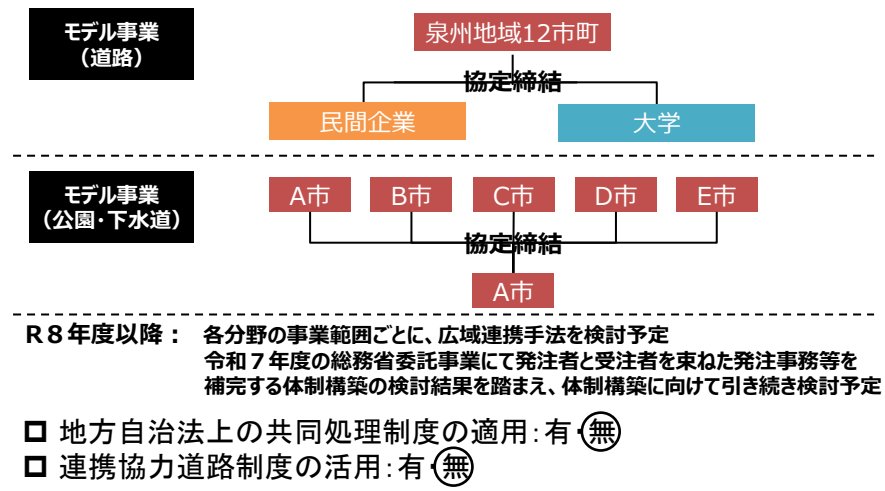 モデル事業
(道路)
泉州地域12市町
協定締結
民間企業
大学
モデル事業
(公園・下水道)
A市
B市
C市
D市
E市
協定締結
A市
R8年度以降： 各分野の事業範囲ごとに、広域連携手法を検討予定
令和７年度の総務省委託事業にて発注者と受注者を束ねた発注事務等を
補完する体制構築の検討結果を踏まえ、体制構築に向けて引き続き検討予定
地方自治法上の共同処理制度の適用：有・無
連携協力道路制度の活用：有・無